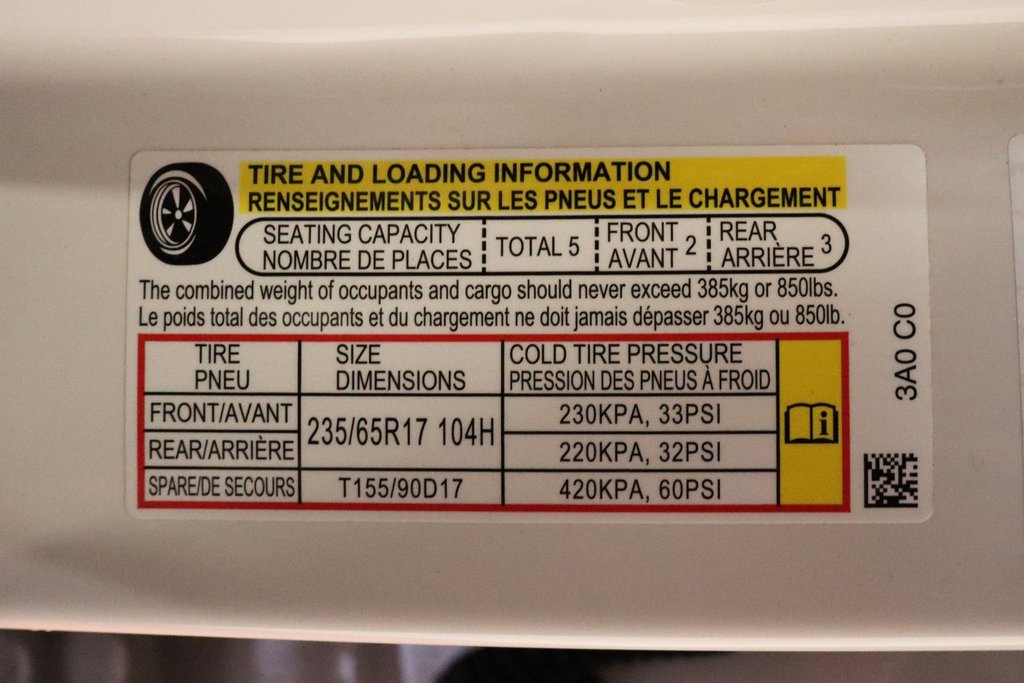 TIRE AND LOADING INFORMATION
RENSEIGNEMENTS SUR LES PNEUS ET LE CHARGEMENT
SEATING CAPACITY
NOMBRE DE PLACES
TOTAL 5
FRONT
AVANT 2
REAR
ARRIÈRE 3
The combined weight of occupants and cargo should never exceed 385kg or 850lbs.
Le poids total des occupants et du chargement ne doit jamais dépasser 385kg ou 850lb.
TIRE
PNEU
SIZE
DIMENSIONS
COLD TIRE PRESSURE
PRESSION DES PNEUS À FROID
FRONT/AVANT
235/65R17 104H
230KPA, 33PSI
REAR/ARRIÈRE
220KPA, 32PSI
SPARE/DE SECOURS
T155/90D17
420KPA, 60PSI
3A0 C0